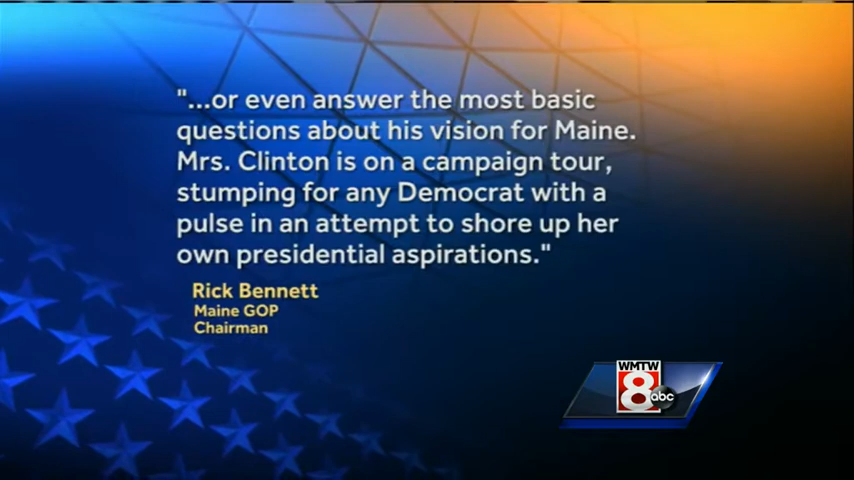 "...or even answer the most basic
questions about his vision for Maine.
Mrs. Clinton is on a campaign tour,
stumping for any Democrat with a
pulse in an attempt to shore up her
own presidential aspirations."
Rick Bennett
Maine GOP
Chairman
WMTW
8 abc